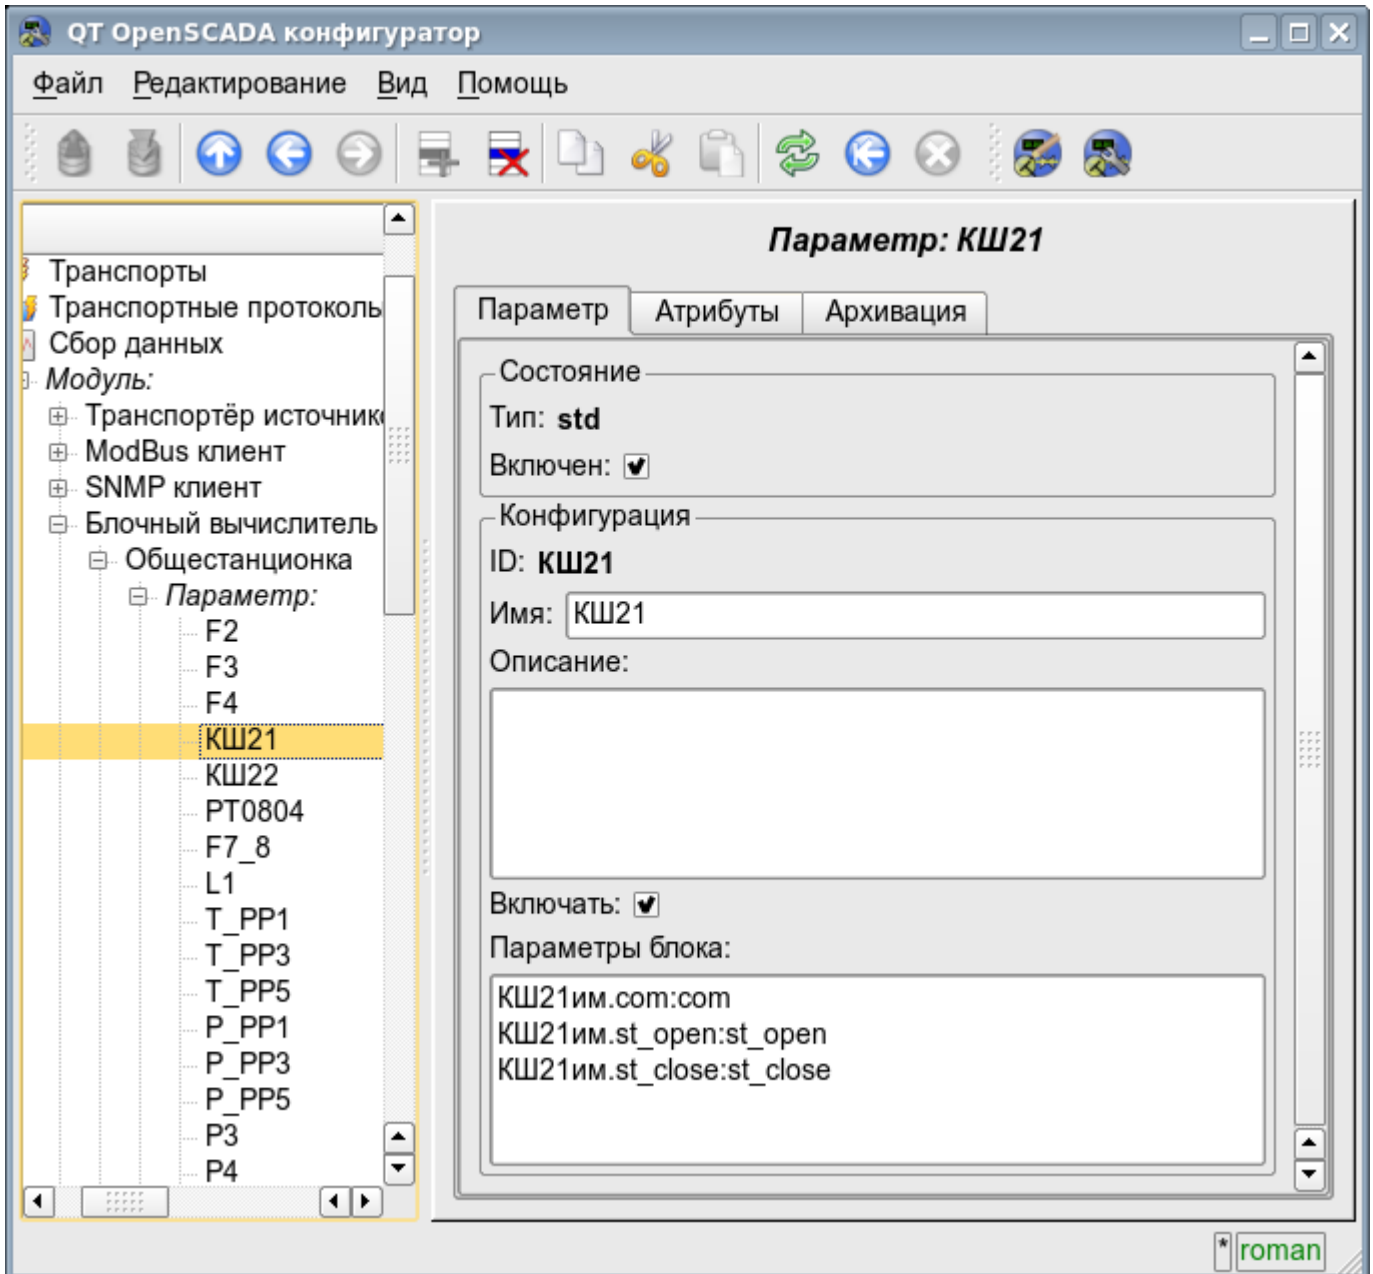 QT OpenSCADA конфигуратор
Файл Редактирование Вид Помощь
Транспорты
Транспортные протоколы
Сбор данных
Модуль:
Транспортёр источнико
ModBus клиент
SNMP клиент
Блочный вычислитель
Общестанционка
Параметр:
F2
F3
F4
КШ21
КШ22
PT0804
F7_8
L1
T_PP1
T_PP3
T_PP5
P_PP1
P_PP3
P_PP5
P3
P4
Параметр: КШ21
Параметр Атрибуты Архивация
Состояние
Тип: std
Включен:
Конфигурация
ID: КШ21
Имя: КШ21
Описание:
Включать:
Параметры блока:
КШ21им.com:com
КШ21им.st_open:st_open
КШ21им.st_close:st_close
* roman